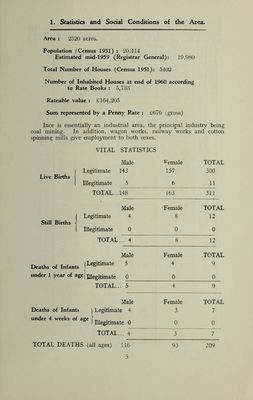 1. Statistics and Social Conditions of the Area.
Area : 2320 acres.
Population (Census 1951) : 20,414
Estimated mid-1959 (Registrar General): 19,980
Total Number of Houses (Census 1951): 5402
Number of Inhabited Houses at end of 1960 according
to Rate Books : 5,788
Rateable value : £164,205
Sum represented by a Penny Rate : £676 (gross)
Ince is essentially an industrial area, the principal industry being
coal mining. In addition, wagon works, railway works and cotton
spinning mills give employment to both sexes.
VITAL STATISTICS
Male Female TOTAL
Live Births
Legitimate 143 157 300
Illegitimate 5 6 11
TOTAL...148 163 311
Male Female TOTAL
Still Births
Legitimate 4 8 12
Illegitimate 0 0 0
TOTAL... 4 8 12
Male Female TOTAL
Deaths of Infants Legitimate 5 4 9
under 1 year of age Illegitimate 0 0 0
TOTAL... 5 4 9
Male Female TOTAL
Deaths of Infants Legitimate 4 3 7
under 4 weeks of age Illegitimate 0 0 0
TOTAL... 4 3 7
TOTAL DEATHS (all ages) 116 93 209
3